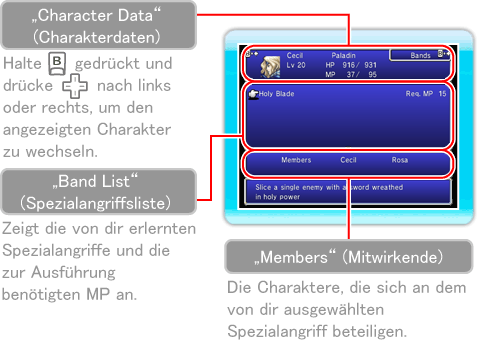 „Character Data“
(Charakterdaten)
Halte B gedrückt und
drücke nach links
oder rechts, um den
angezeigten Charakter
zu wechseln.
„Band List“
(Spezialangriffsliste)
Zeigt die von dir erlernten
Spezialangriffe und die
zur Ausführung
benötigten MP an.
B
Cecil Paladin Bands B
Lv 20 HP 916/ 931
MP 37/ 95
Holy Blade Req. MP 15
Members Cecil Rosa
Slice a single enemy with a sword wreathed
in holy power
„Members“ (Mitwirkende)
Die Charaktere, die sich an dem
von dir ausgewählten
Spezialangriff beteiligen.